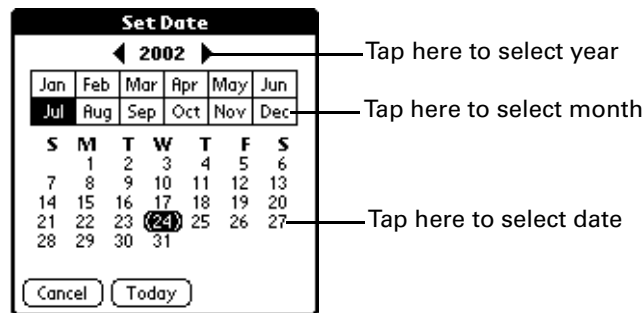 Set Date
2002
Tap here to select year
Jan Feb Mar Apr May Jun
Jul Aug Sep Oct Nov Dec
Tap here to select month
S M T W T F S
1 2 3 4 5 6
7 8 9 10 11 12 13
14 15 16 17 18 19 20
21 22 23 24 25 26 27
Tap here to select date
28 29 30 31
Cancel Today